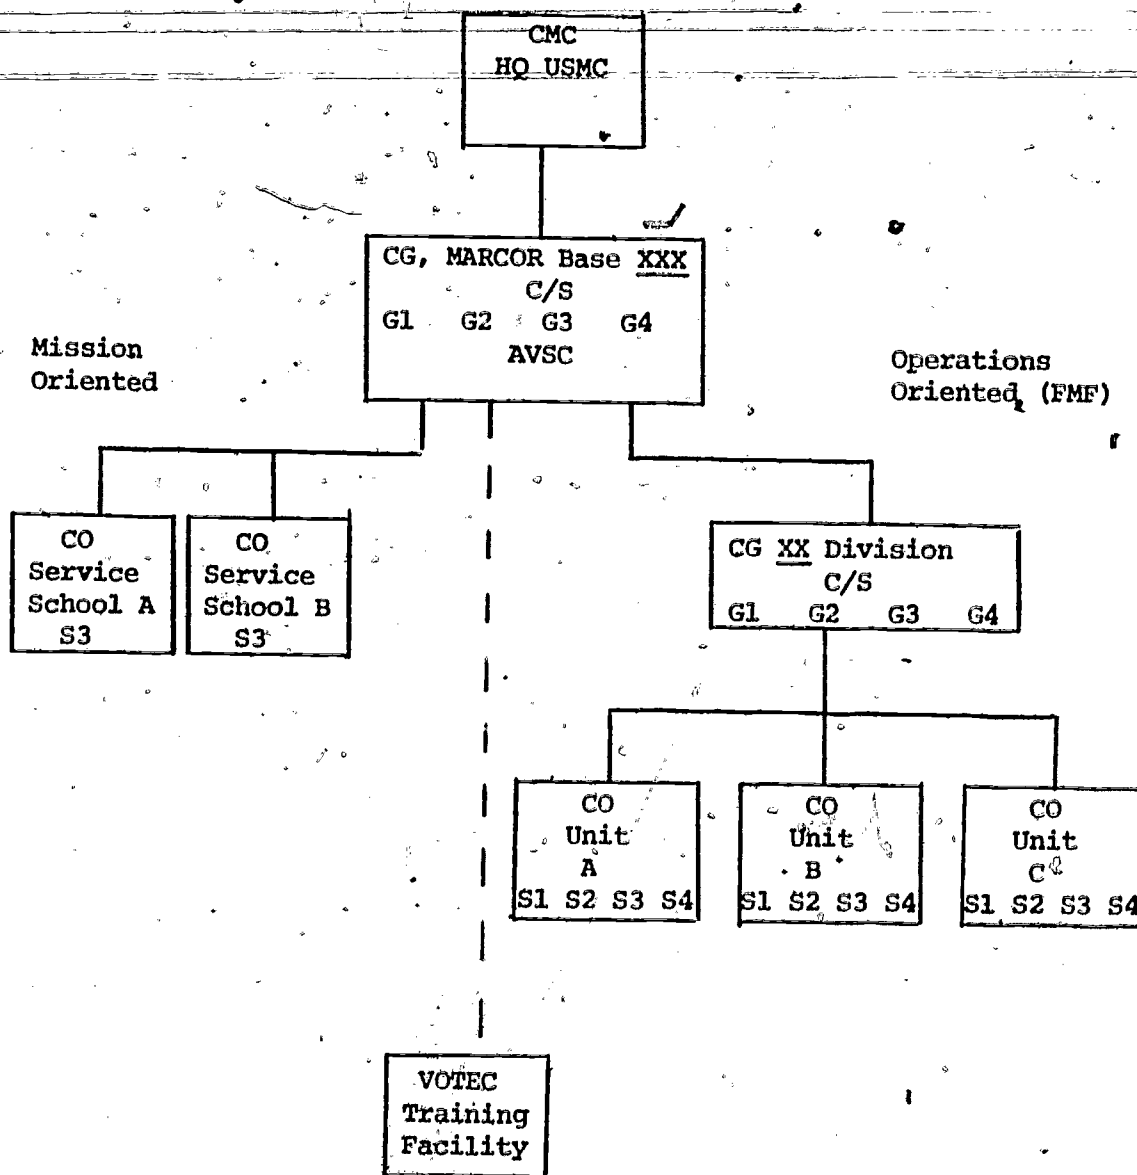 CMC
HQ USMC
CG, MARCOR Base XXX
C/S
G1 G2 G3 G4
AVSC
Mission
Oriented
Operations
Oriented (FMF)
CO
Service
School A
S3
CO
Service
School B
S3
CG XX Division
C/S
G1 G2 G3 G4
CO
Unit
A
S1 S2 S3 S4
CO
Unit
B
S1 S2 S3 S4
CO
Unit
C
S1 S2 S3 S4
VOTEC
Training
Facility